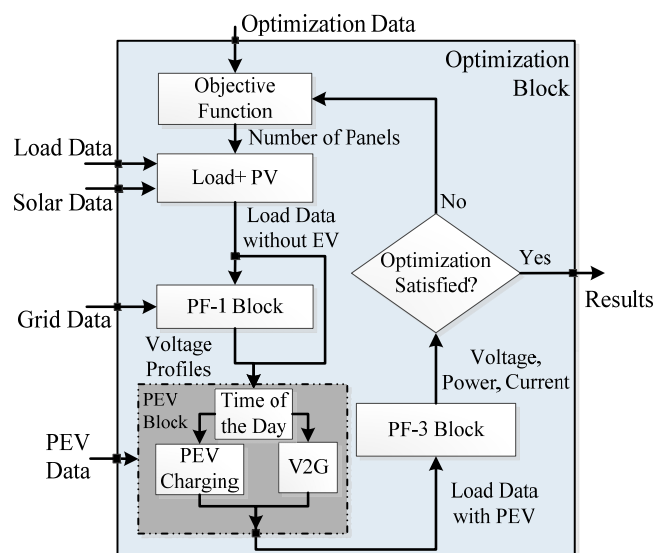 Optimization Data
Optimization
Block
Objective
Function
Number of Panels
Load Data
Load+ PV
Solar Data
Load Data
without EV
No
Optimization
Satisfied?
Yes
Results
PF-1 Block
Grid Data
Voltage
Profiles
Voltage,
Power, Current
PEV
Block
Time of
the Day
PF-3 Block
PEV
Data
PEV
Charging
V2G
Load Data
with PEV